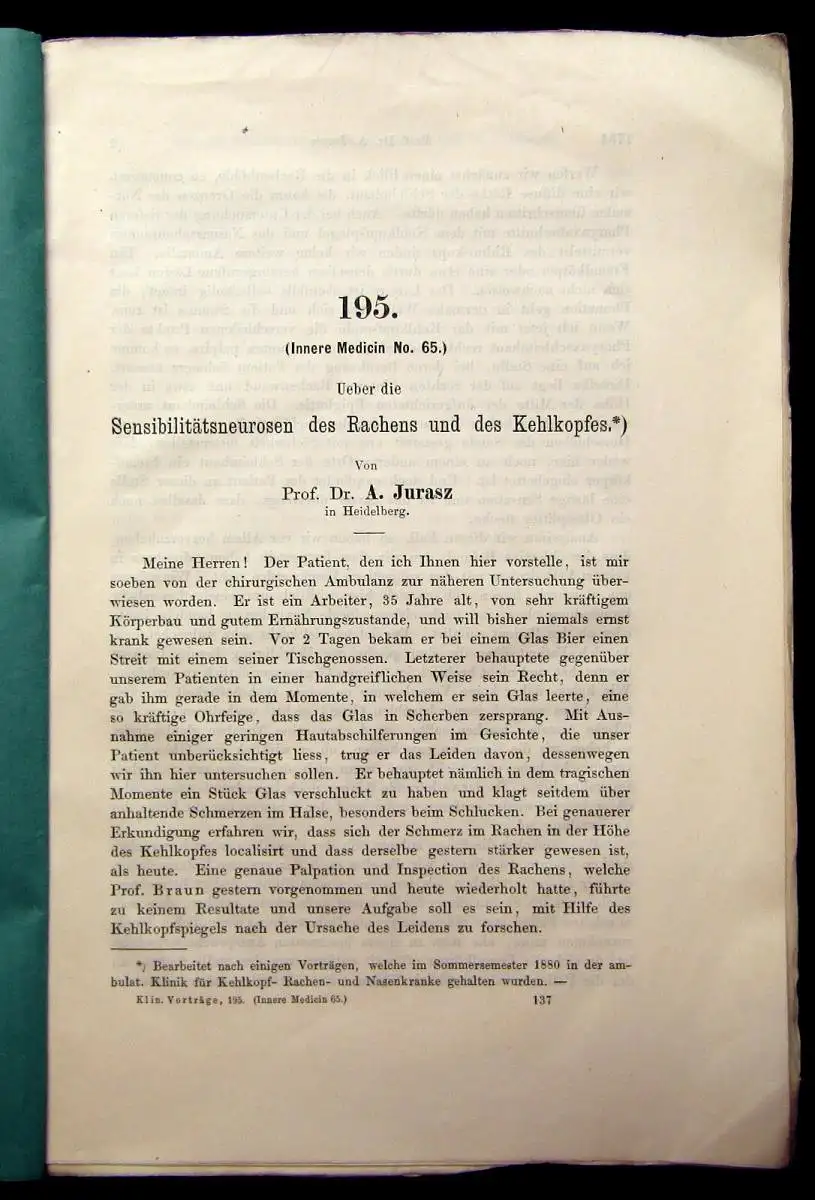 195.
(Innere Medicin No. 65.)
Ueber die
Sensibilitätsneurosen des Rachens und des Kehlkopfes.*)
Von
Prof. Dr. A. Jurasz
in Heidelberg.
Meine Herren! Der Patient, den ich Ihnen hier vorstelle, ist mir
soeben von der chirurgischen Ambulanz zur näheren Untersuchung über-
wiesen worden. Er ist ein Arbeiter, 35 Jahre alt, von sehr kräftigem
Körperbau und gutem Ernährungszustande, und will bisher niemals ernst
krank gewesen sein. Vor 2 Tagen bekam er bei einem Glas Bier einen
Streit mit einem seiner Tischgenossen. Letzterer behauptete gegenüber
unserem Patienten in einer handgreiflichen Weise sein Recht, denn er
gab ihm gerade in dem Momente, in welchem er sein Glas leerte, eine
so kräftige Ohrfeige, dass das Glas in Scherben zersprang. Mit Aus-
nahme einiger geringen Hautabschilferungen im Gesichte, die unser
Patient unberücksichtigt liess, trug er das Leiden davon, dessenwegen
wir ihn hier untersuchen sollen. Er behauptet nämlich in dem tragischen
Momente ein Stück Glas verschluckt zu haben und klagt seitdem über
anhaltende Schmerzen im Halse, besonders beim Schlucken. Bei genauerer
Erkundigung erfahren wir, dass sich der Schmerz im Rachen in der Höhe
des Kehlkopfes localisirt und dass derselbe gestern stärker gewesen ist,
als heute. Eine genaue Palpation und Inspection des Rachens, welche
Prof. Braun gestern vorgenommen und heute wiederholt hatte, führte
zu keinem Resultate und unsere Aufgabe soll es sein, mit Hilfe des
Kehlkopfspiegels nach der Ursache des Leidens zu forschen.
*) Bearbeitet nach einigen Vorträgen, welche im Sommersemester 1880 in der am-
bulat. Klinik für Kehlkopf- Rachen- und Nasenkranke gehalten wurden. —
Klin. Vorträge, 195. (Innere Medicin 65.) 137